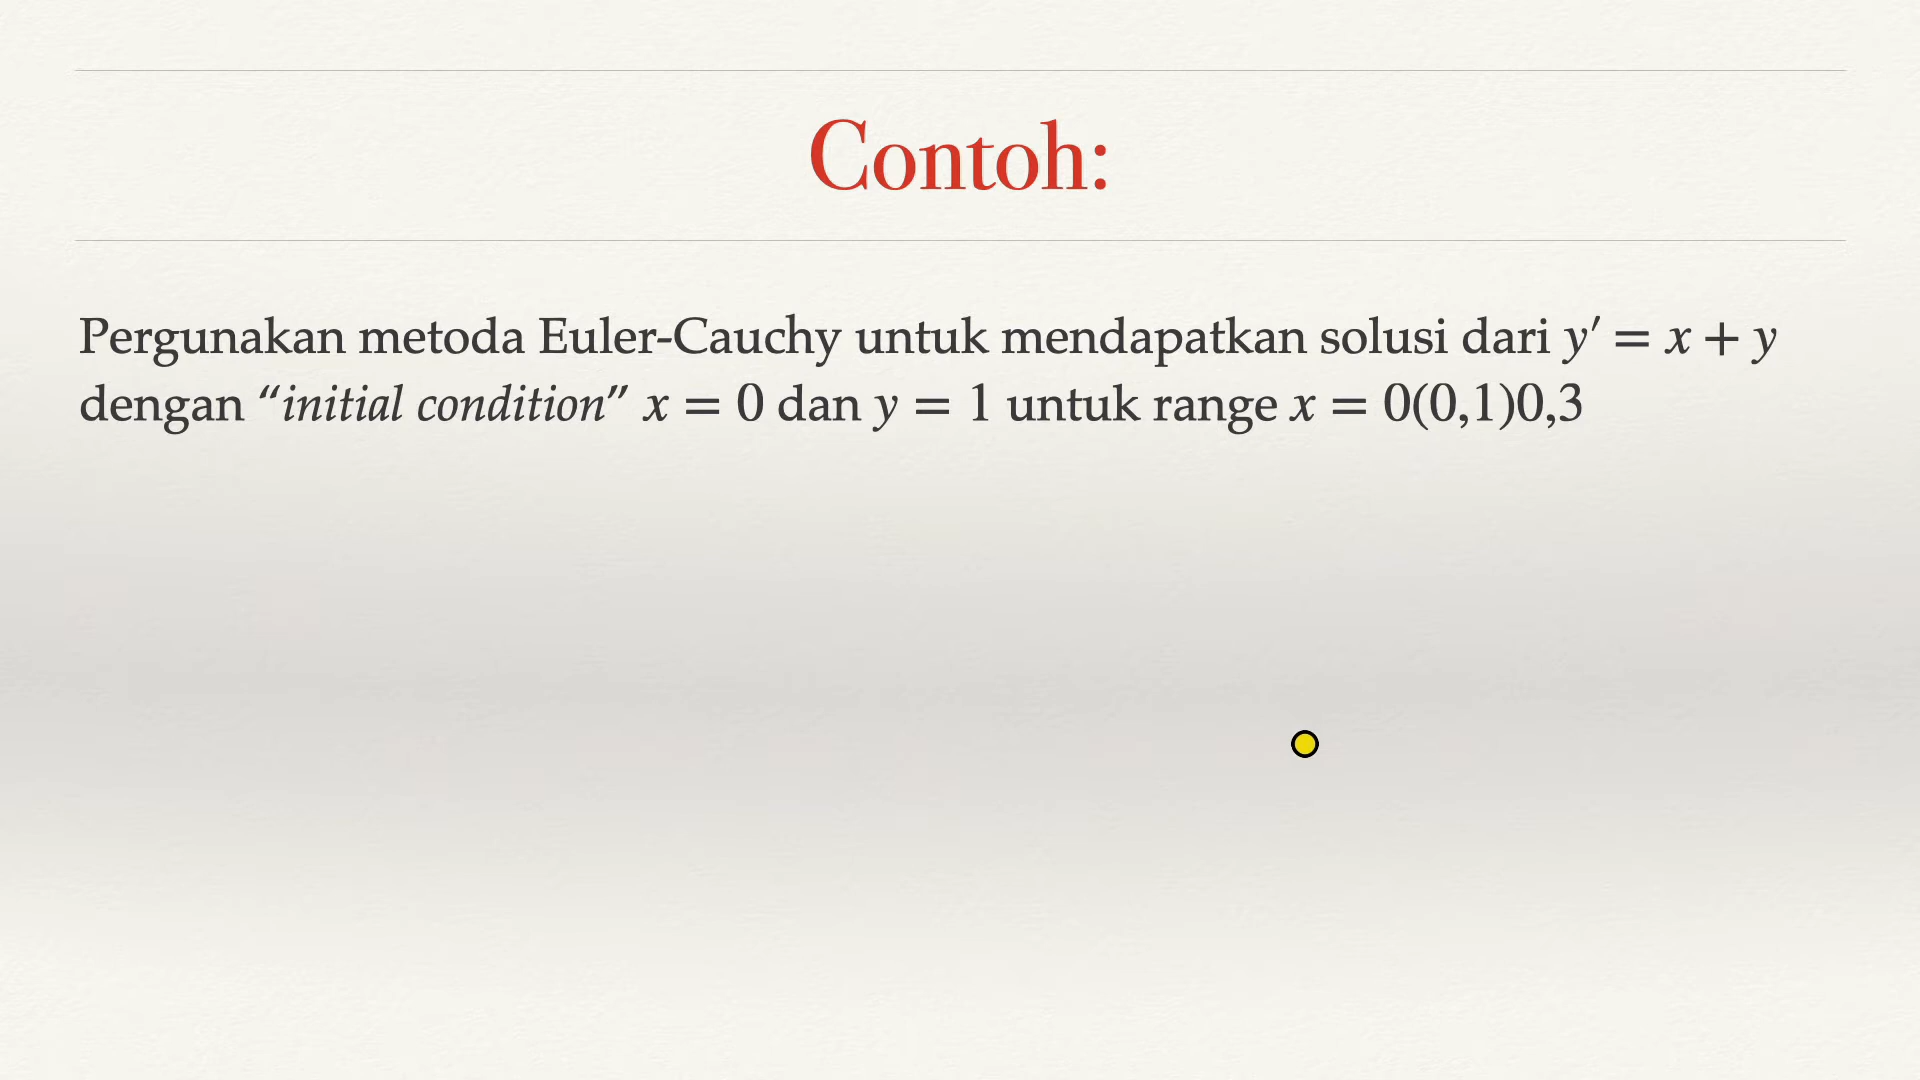 Contoh:
Pergunakan metoda Euler-Cauchy untuk mendapatkan solusi dari y′ = x + y
dengan “initial condition” x = 0 dan y = 1 untuk range x = 0(0,1)0,3